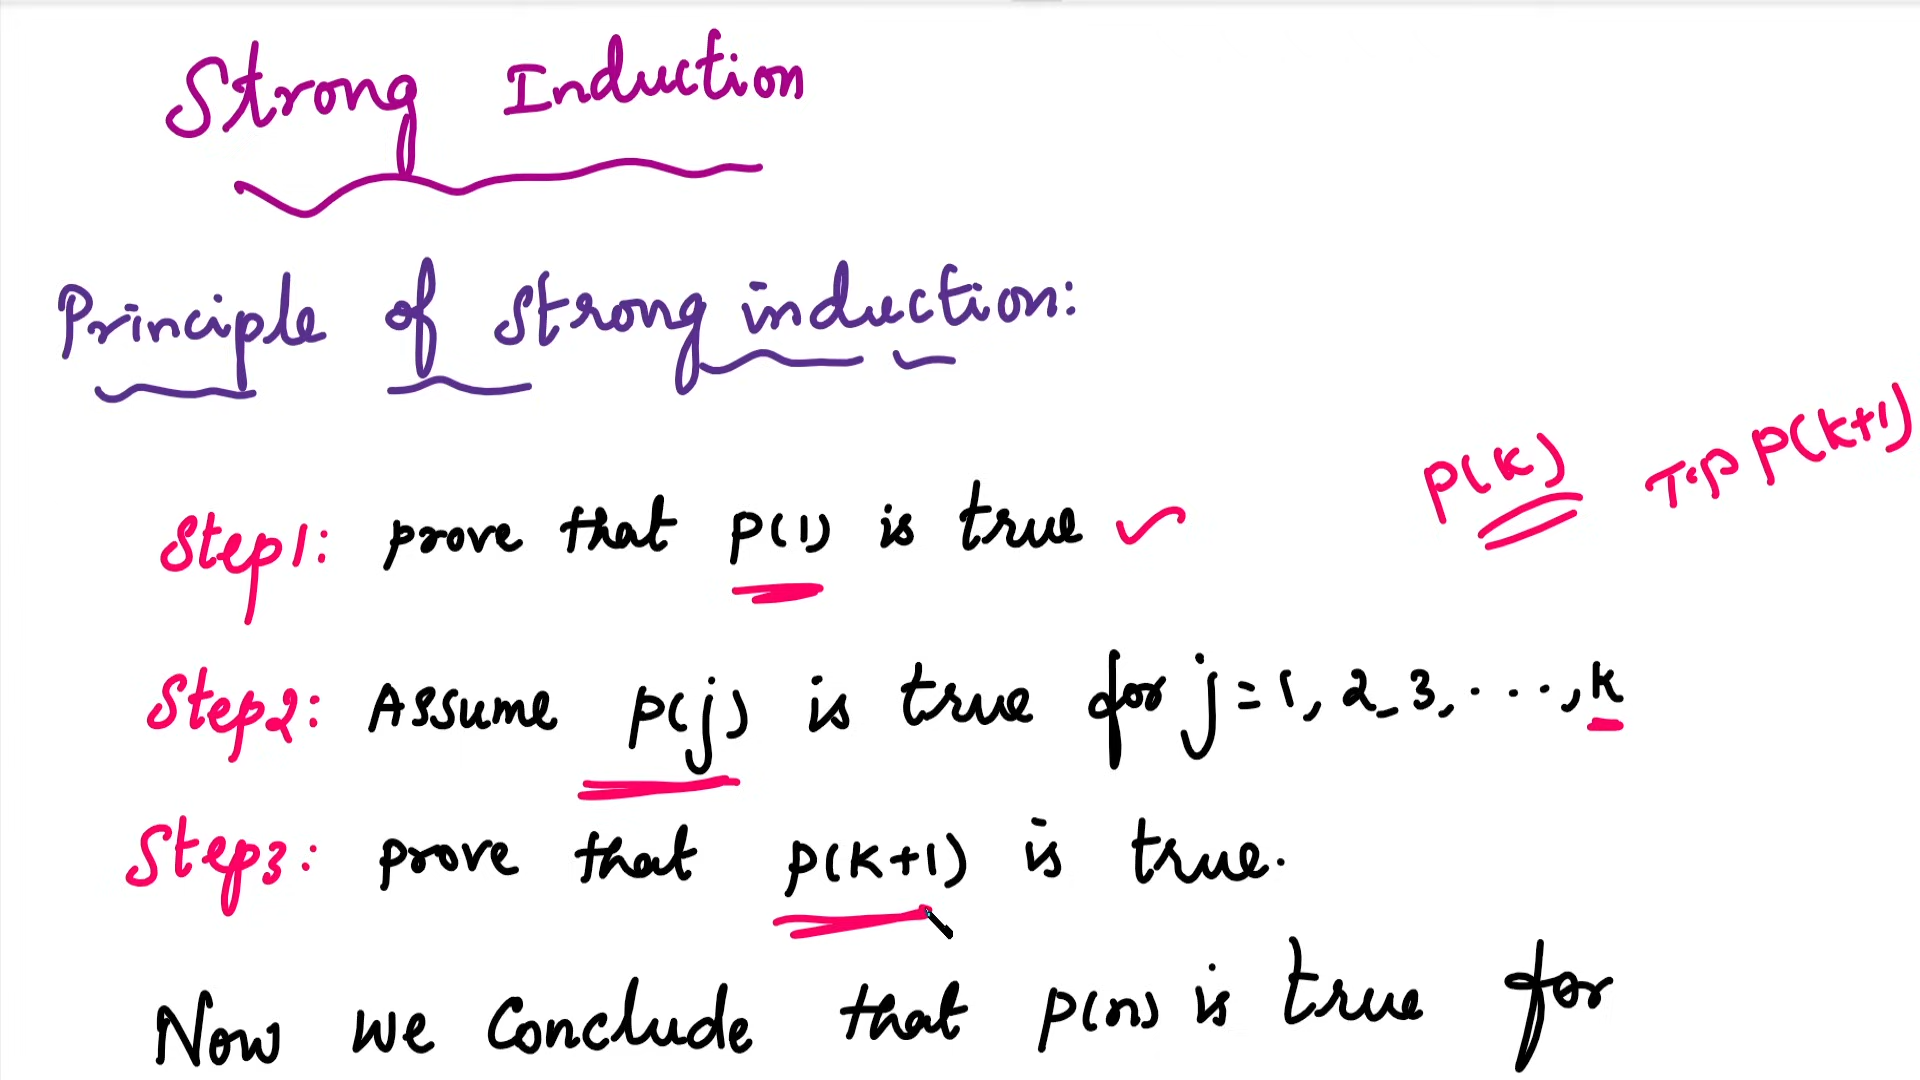 Strong Induction
Principle of Strong induction:
P(k) T.P P(k+1)
Step1: prove that P(1) is true ✓
Step2: Assume P(j) is true for j=1, 2, 3, ...., k
Step3: prove that P(k+1) is true.
Now we conclude that P(n) is true for